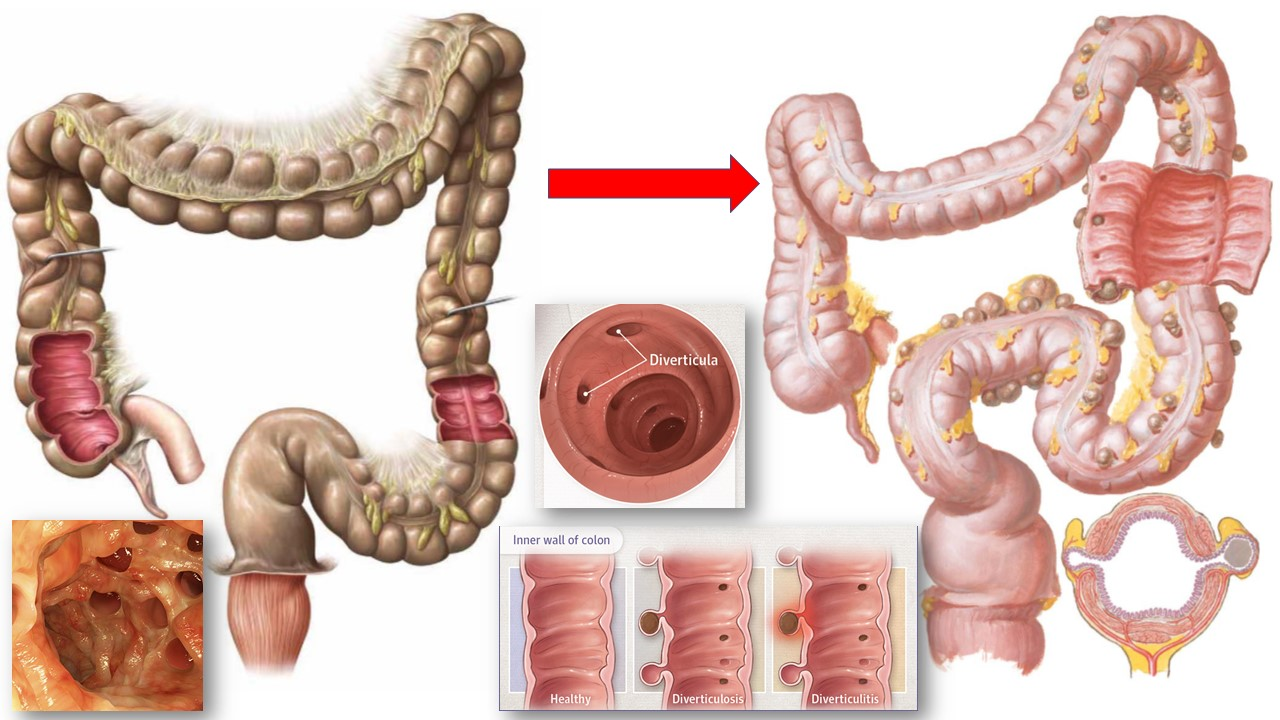 Diverticula
Inner wall of colon
Healthy
Diverticulosis
Diverticulitis